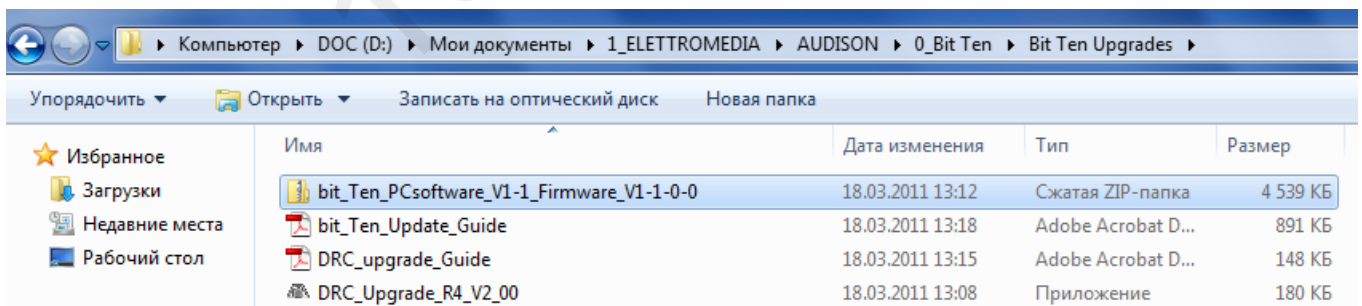 Компьютер ▸ DOC (D:) ▸ Мои документы ▸ 1_ELETTROMEDIA ▸ AUDISON ▸ 0_Bit Ten ▸ Bit Ten Upgrades ▸
Упорядочить ▼ Открыть ▼ Записать на оптический диск Новая папка
Избранное
Загрузки
Недавние места
Рабочий стол
Имя Дата изменения Тип Размер
bit_Ten_PCsoftware_V1-1_Firmware_V1-1-0-0 18.03.2011 13:12 Сжатая ZIP-папка 4 539 КБ
bit_Ten_Update_Guide 18.03.2011 13:18 Adobe Acrobat D... 891 КБ
DRC_upgrade_Guide 18.03.2011 13:15 Adobe Acrobat D... 148 КБ
DRC_Upgrade_R4_V2_00 18.03.2011 13:08 Приложение 180 КБ